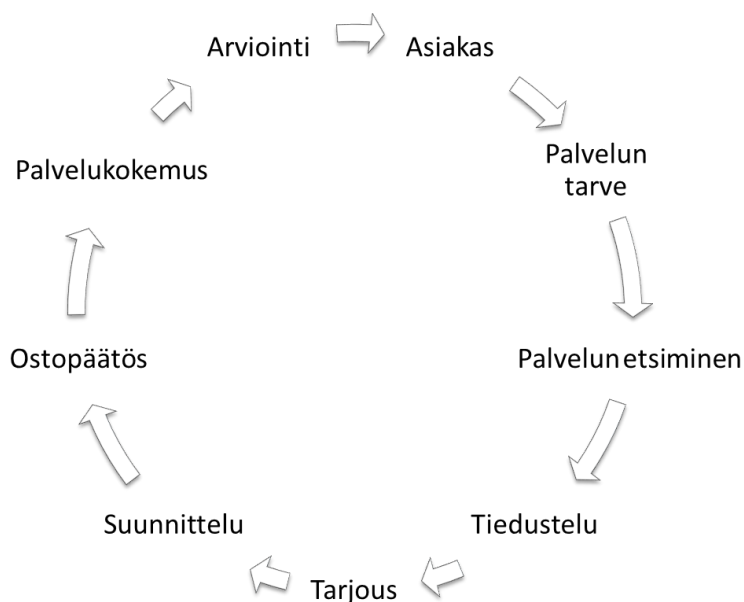 Arviointi
Asiakas
Palvelun
tarve
Palvelun etsiminen
Tiedustelu
Tarjous
Suunnittelu
Ostopäätös
Palvelukokemus